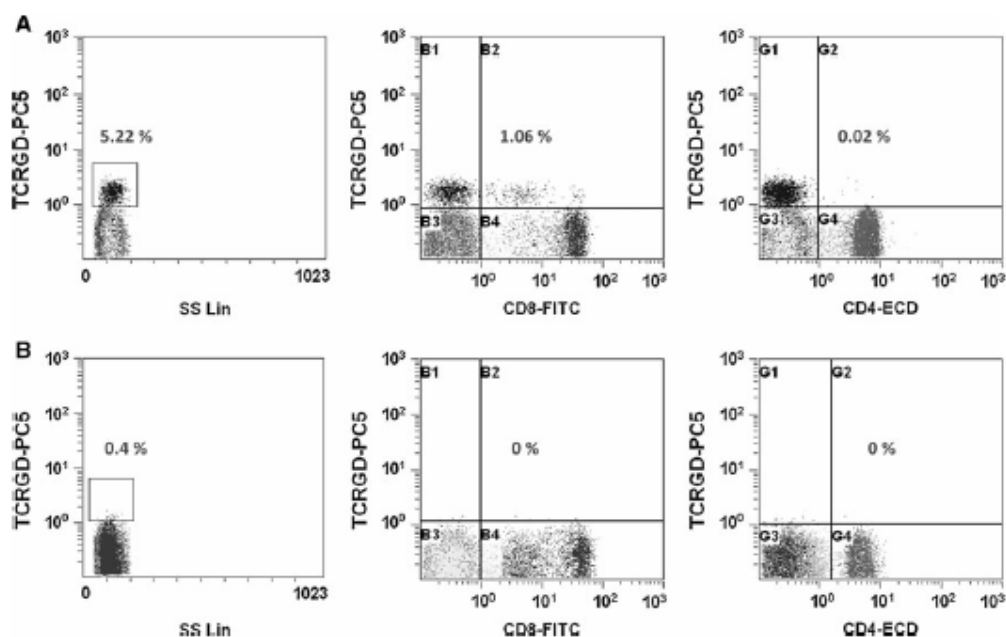 A
TCRGD-PC5
10³
10²
10¹
10⁰
5.22 %
0
1023
SS Lin
TCRGD-PC5
10³
10²
10¹
10⁰
B1
B2
1.06 %
B3
B4
10⁰
10¹
10²
10³
CD8-FITC
TCRGD-PC5
10³
10²
10¹
10⁰
G1
G2
0.02 %
G3
G4
10⁰
10¹
10²
10³
CD4-ECD
B
TCRGD-PC5
10³
10²
10¹
10⁰
0.4 %
0
1023
SS Lin
TCRGD-PC5
10³
10²
10¹
10⁰
B1
B2
0 %
B3
B4
10⁰
10¹
10²
10³
CD8-FITC
TCRGD-PC5
10³
10²
10¹
10⁰
G1
G2
0 %
G3
G4
10⁰
10¹
10²
10³
CD4-ECD